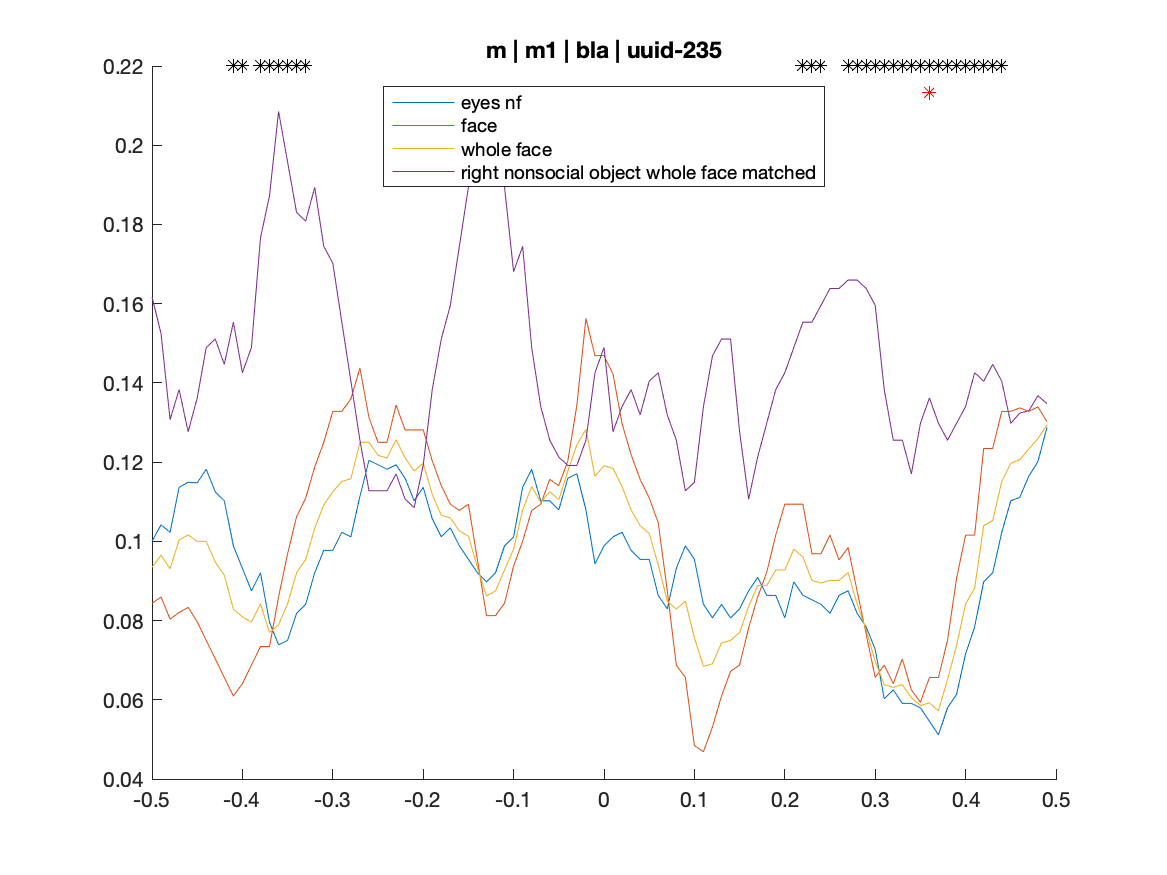 m | m1 | bla | uuid-235
0.22
0.2
0.18
0.16
0.14
0.12
0.1
0.08
0.06
0.04
eyes nf
face
whole face
right nonsocial object whole face matched
-0.5 -0.4 -0.3 -0.2 -0.1 0 0.1 0.2 0.3 0.4 0.5